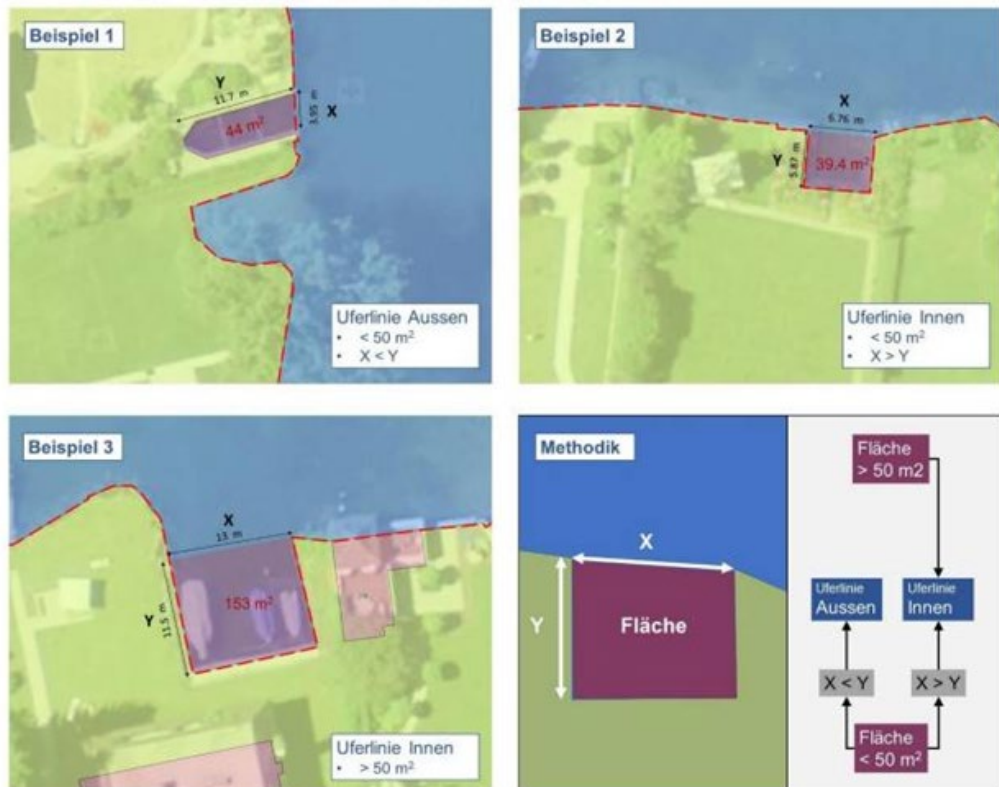 Beispiel 1
Y
11.7 m
X
3.95 m
44 m²
Uferlinie Aussen
• < 50 m²
• X < Y
Beispiel 2
X
6.76 m
Y
5.87 m
39.4 m²
Uferlinie Innen
• < 50 m²
• X > Y
Beispiel 3
X
13 m
Y
11.5 m
153 m²
Uferlinie Innen
• > 50 m²
Methodik
X
Y
Fläche
Fläche
> 50 m2
Uferlinie
Aussen
Uferlinie
Innen
X < Y
X > Y
Fläche
< 50 m²